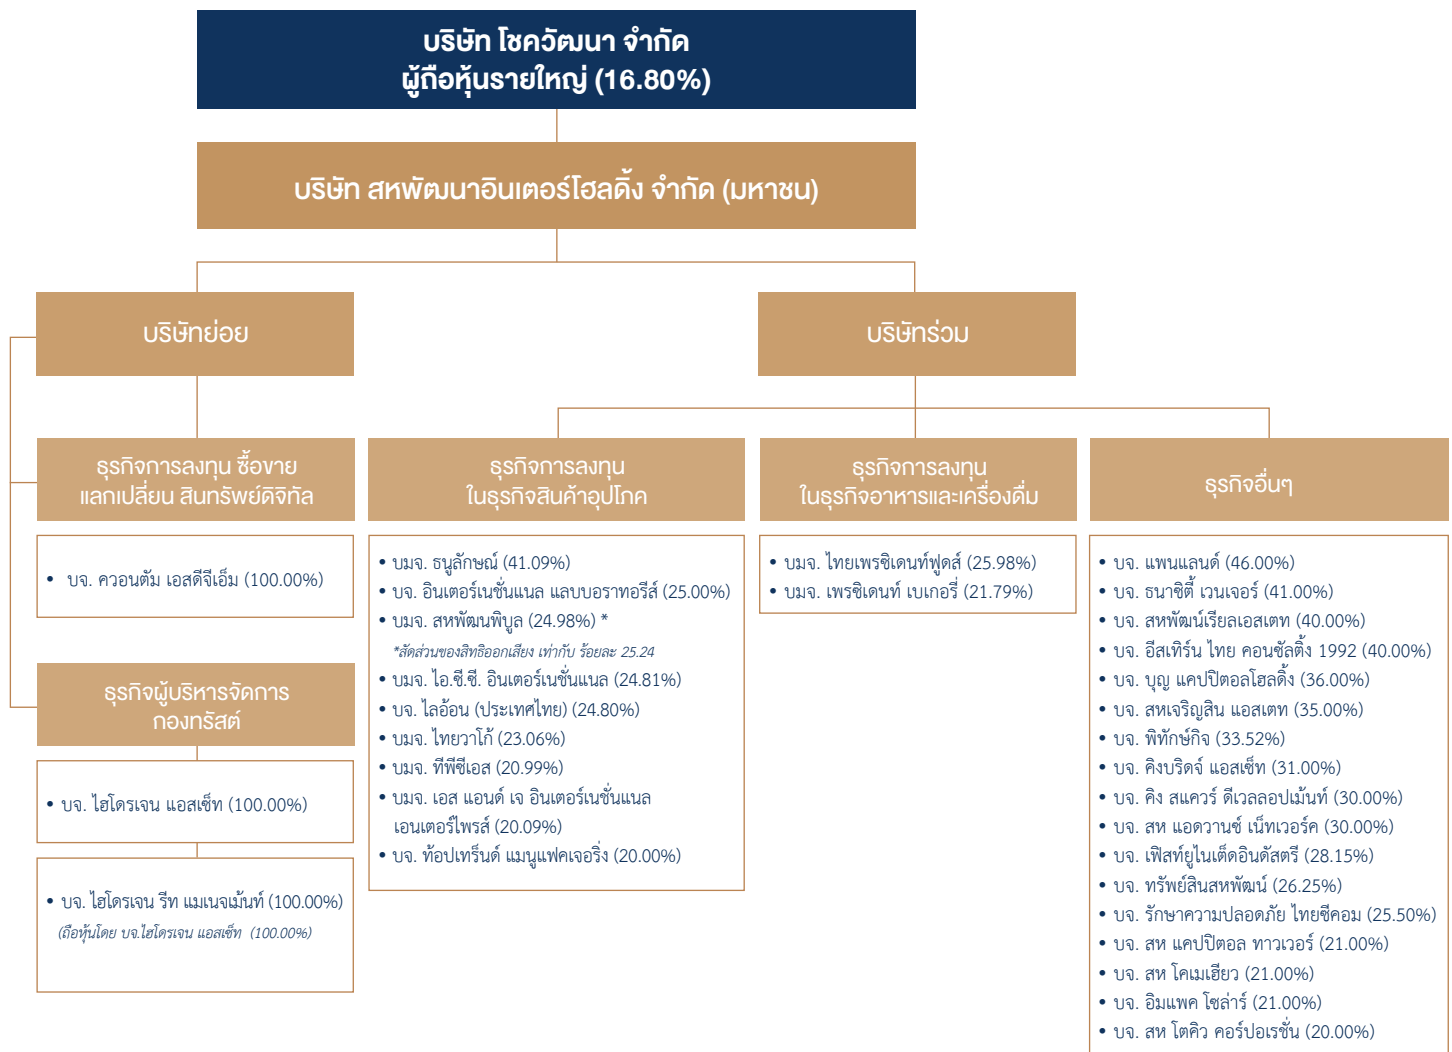 บริษัท โชควัฒนา จำกัด
ผู้ถือหุ้นรายใหญ่ (16.80%)
บริษัท สหพัฒนาอินเตอร์โฮลดิ้ง จำกัด (มหาชน)
บริษัทย่อย
บริษัทร่วม
ธุรกิจการลงทุน ซื้อขาย
แลกเปลี่ยน สินทรัพย์ดิจิทัล
• บจ. ควอนตัม เอสดีจีเอ็ม (100.00%)
ธุรกิจผู้บริหารจัดการ
กองทรัสต์
• บจ. ไฮโดรเจน แอสเซ็ท (100.00%)
• บจ. ไฮโดรเจน รีท แมเนจเม้นท์ (100.00%)
(ถือหุ้นโดย บจ.ไฮโดรเจน แอสเซ็ท (100.00%)
ธุรกิจการลงทุน
ในธุรกิจสินค้าอุปโภค
• บมจ. ธนูลักษณ์ (41.09%)
• บจ. อินเตอร์เนชั่นแนล แลบบอราทอรีส์ (25.00%)
• บมจ. สหพัฒนพิบูล (24.98%) *
*สัดส่วนของสิทธิออกเสียง เท่ากับ ร้อยละ 25.24
• บมจ. ไอ.ซี.ซี. อินเตอร์เนชั่นแนล (24.81%)
• บจ. ไลอ้อน (ประเทศไทย) (24.80%)
• บมจ. ไทยวาโก้ (23.06%)
• บมจ. ทีพีซีเอส (20.99%)
• บมจ. เอส แอนด์ เจ อินเตอร์เนชั่นแนล
เอนเตอร์ไพรส์ (20.09%)
• บจ. ท้อปเทร็นด์ แมนูแฟคเจอริ่ง (20.00%)
ธุรกิจการลงทุน
ในธุรกิจอาหารและเครื่องดื่ม
• บมจ. ไทยเพรซิเดนท์ฟูดส์ (25.98%)
• บมจ. เพรซิเดนท์ เบเกอรี่ (21.79%)
ธุรกิจอื่นๆ
• บจ. แพนแลนด์ (46.00%)
• บจ. ธนาซิตี้ เวนเจอร์ (41.00%)
• บจ. สหพัฒน์เรียลเอสเตท (40.00%)
• บจ. อีสเทิร์น ไทย คอนซัลติ้ง 1992 (40.00%)
• บจ. บุญ แคปปิตอลโฮลดิ้ง (36.00%)
• บจ. สหเจริญสิน แอสเตท (35.00%)
• บจ. พิทักษ์กิจ (33.52%)
• บจ. คิงบริดจ์ แอสเซ็ท (31.00%)
• บจ. คิง สแควร์ ดีเวลลอปเม้นท์ (30.00%)
• บจ. สห แอดวานซ์ เน็ทเวอร์ค (30.00%)
• บจ. เฟิสท์ยูไนเต็ดอินดัสตรี (28.15%)
• บจ. ทรัพย์สินสหพัฒน์ (26.25%)
• บจ. รักษาความปลอดภัย ไทยซีคอม (25.50%)
• บจ. สห แคปปิตอล ทาวเวอร์ (21.00%)
• บจ. สห โคเมเฮียว (21.00%)
• บจ. อิมแพค โซล่าร์ (21.00%)
• บจ. สห โตคิว คอร์ปอเรชั่น (20.00%)